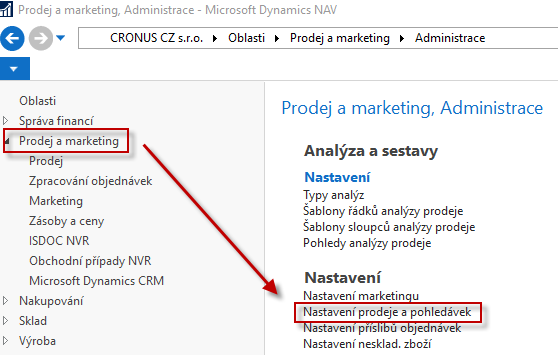 Prodej a marketing, Administrace - Microsoft Dynamics NAV
CRONUS CZ s.r.o. Oblasti Prodej a marketing Administrace
Oblasti
Správa financí
Prodej a marketing
Prodej
Zpracování objednávek
Marketing
Zásoby a ceny
ISDOC NVR
Obchodní případy NVR
Microsoft Dynamics CRM
Nakupování
Sklad
Výroba
Prodej a marketing, Administrace
Analýza a sestavy
Nastavení
Typy analýz
Šablony řádků analýzy prodeje
Šablony sloupců analýzy prodeje
Pohledy analýzy prodeje
Nastavení
Nastavení marketingu
Nastavení prodeje a pohledávek
Nastavení příslibů objednávek
Nastavení nesklad. zboží